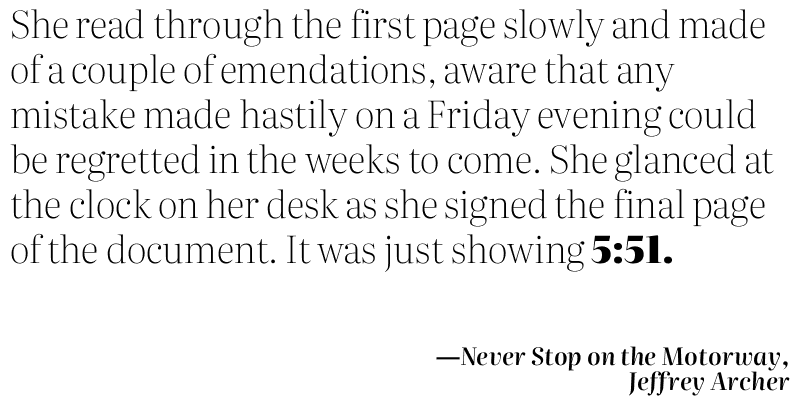 She read through the first page slowly and made
of a couple of emendations, aware that any
mistake made hastily on a Friday evening could
be regretted in the weeks to come. She glanced at
the clock on her desk as she signed the final page
of the document. It was just showing 5:51.
—Never Stop on the Motorway,
Jeffrey Archer